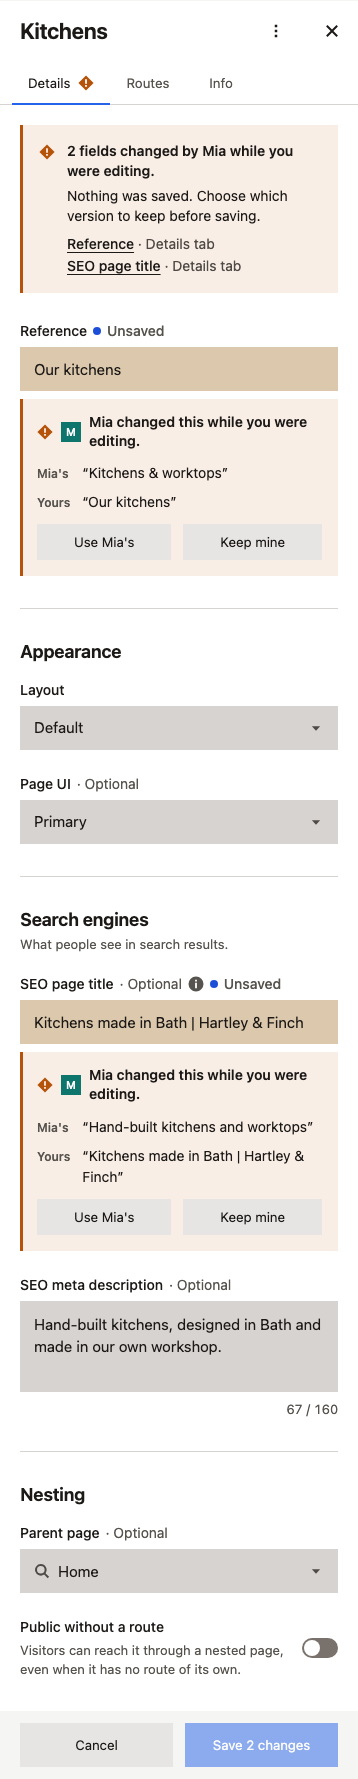 Kitchens
Details
Routes
Info
2 fields changed by Mia while you
were editing.
Nothing was saved. Choose which
version to keep before saving.
Reference · Details tab
SEO page title · Details tab
Reference Unsaved
Our kitchens
M
Mia changed this while you were
editing.
Mia's “Kitchens & worktops”
Yours “Our kitchens”
Use Mia's
Keep mine
Appearance
Layout
Default
Page UI · Optional
Primary
Search engines
What people see in search results.
SEO page title · Optional Unsaved
Kitchens made in Bath | Hartley & Finch
M
Mia changed this while you were
editing.
Mia's “Hand-built kitchens and worktops”
Yours “Kitchens made in Bath | Hartley &
Finch”
Use Mia's
Keep mine
SEO meta description · Optional
Hand-built kitchens, designed in Bath and
made in our own workshop.
67 / 160
Nesting
Parent page · Optional
Home
Public without a route
Visitors can reach it through a nested page,
even when it has no route of its own.
Cancel
Save 2 changes